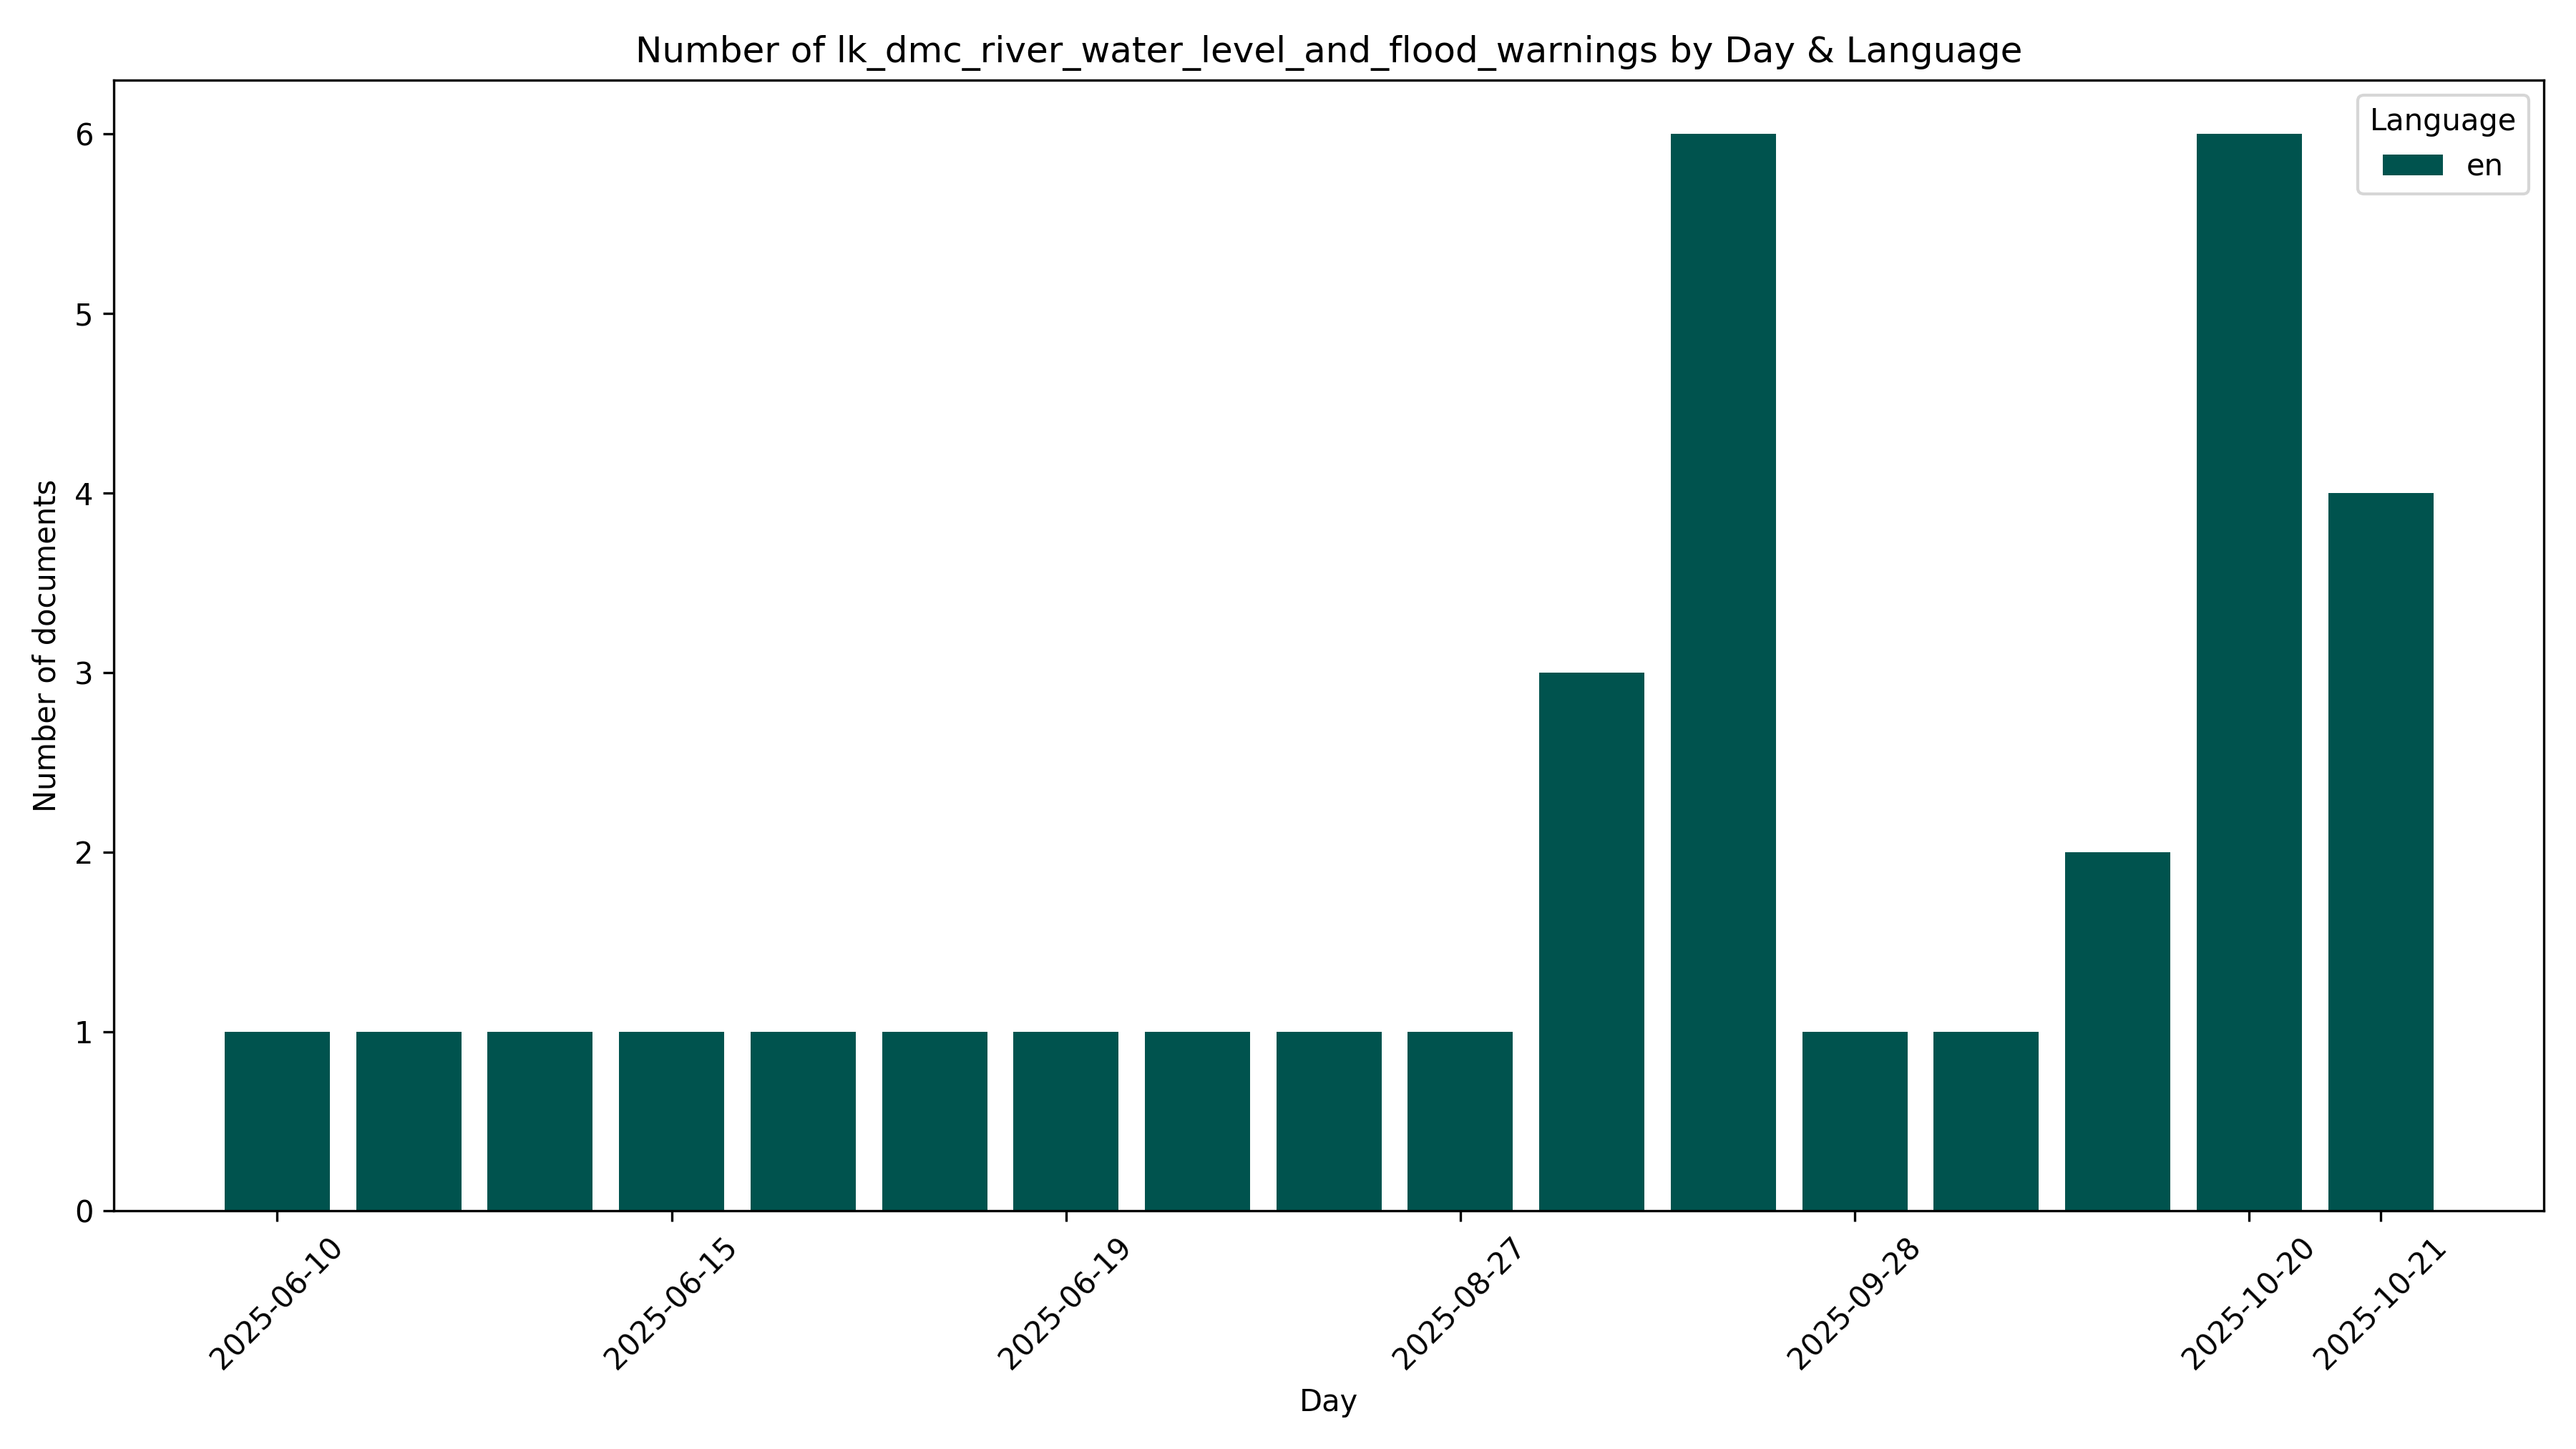 Number of lk_dmc_river_water_level_and_flood_warnings by Day & Language
Language
en
Number of documents
6
5
4
3
2
1
0
2025-06-10
2025-06-15
2025-06-19
2025-08-27
2025-09-28
2025-10-20
2025-10-21
Day